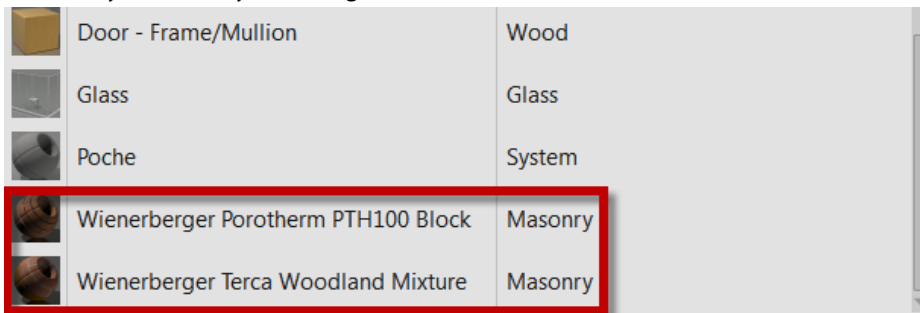 Door - Frame/Mullion Wood
Glass Glass
Poche System
Wienerberger Porotherm PTH100 Block Masonry
Wienerberger Terca Woodland Mixture Masonry